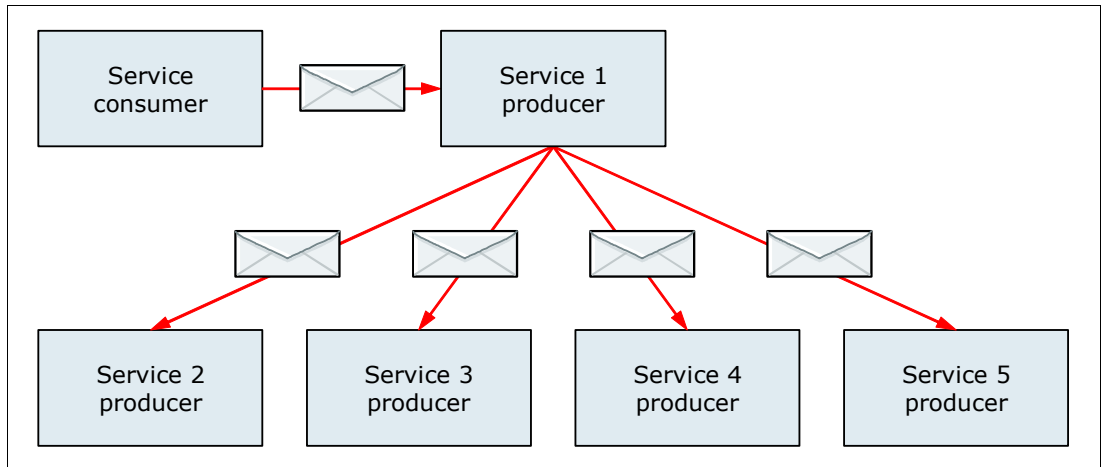 Service
consumer
Service 1
producer
Service 2
producer
Service 3
producer
Service 4
producer
Service 5
producer